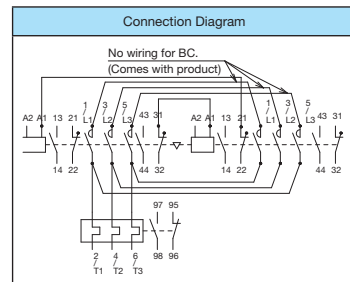 Connection Diagram
No wiring for BC.
(Comes with product)
A2 A1 13 21 1/L1 3/L2 5/L3 43 31 A2 A1 13 21 1/L1 3/L2 5/L3 43 31
14 22 44 32 14 22 44 32
97 95
2/T1 4/T2 6/T3 98 96